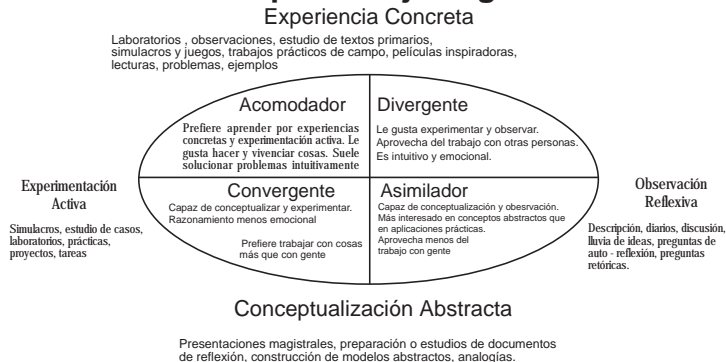 Experiencia Concreta
Laboratorios , observaciones, estudio de textos primarios,
simulacros y juegos, trabajos prácticos de campo, películas inspiradoras,
lecturas, problemas, ejemplos
Acomodador
Prefiere aprender por experiencias
concretas y experimentación activa. Le
gusta hacer y vivenciar cosas. Suele
solucionar problemas intuitivamente
Divergente
Le gusta experimentar y observar.
Aprovecha del trabajo con otras personas.
Es intuitivo y emocional.
Experimentación
Activa
Simulacros, estudio de casos,
laboratorios, prácticas,
proyectos, tareas
Convergente
Capaz de conceptualizar y experimentar.
Razonamiento menos emocional
Prefiere trabajar con cosas
más que con gente
Asimilador
Capaz de conceptualización y obesrvación.
Más interesado en conceptos abstractos que
en aplicaciones prácticas.
Aprovecha menos del
trabajo con gente
Observación
Reflexiva
Descripción, diarios, discusión,
lluvia de ideas, preguntas de
auto - reflexión, preguntas
retóricas.
Conceptualización Abstracta
Presentaciones magistrales, preparación o estudios de documentos
de reflexión, construcción de modelos abstractos, analogías.